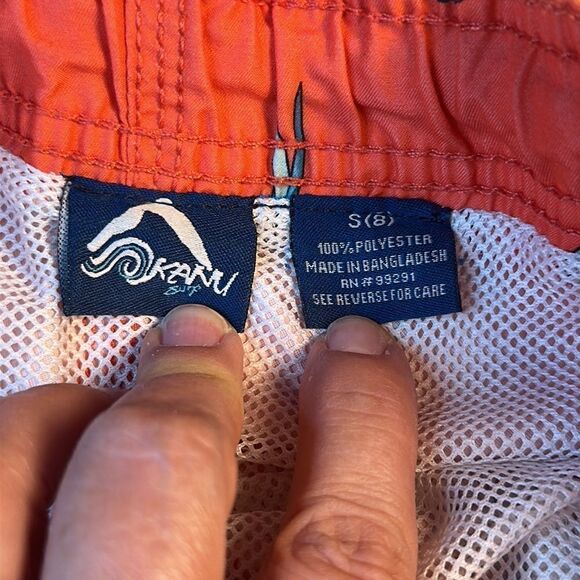 KANU
SURF
S(8)
100% POLYESTER
MADE IN BANGLADESH
RN # 99291
SEE REVERSE FOR CARE